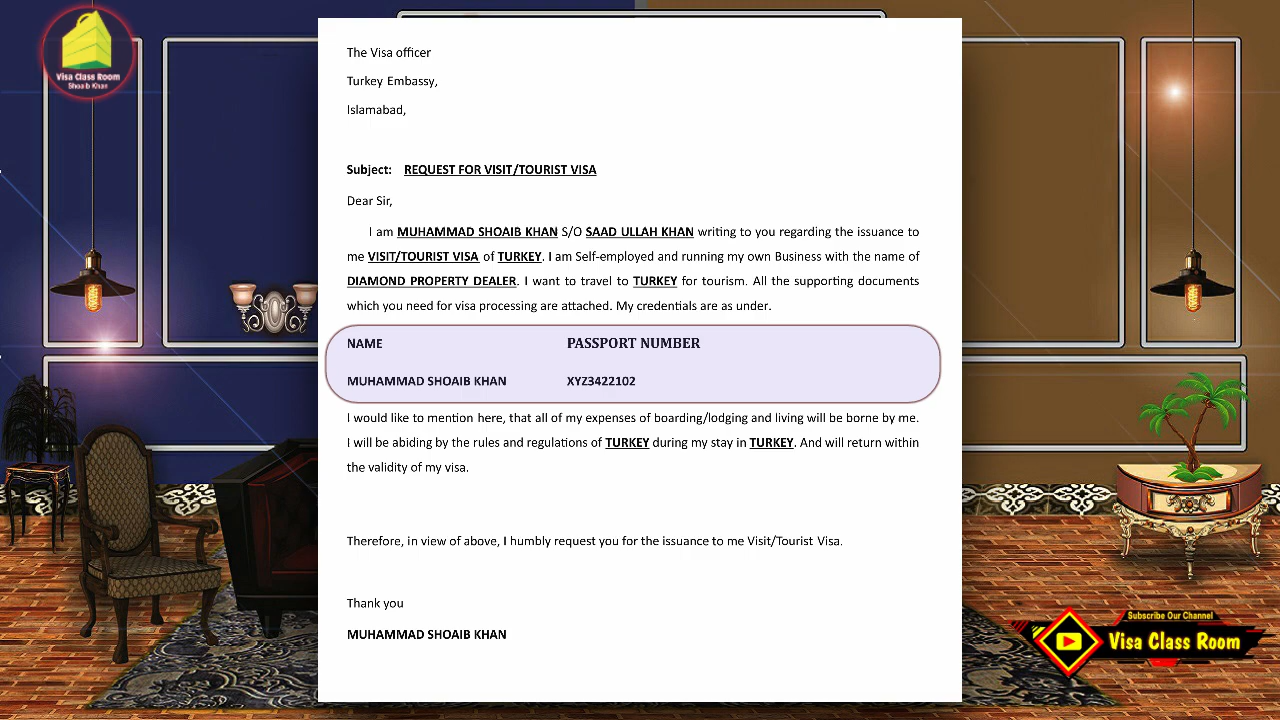 Visa Class Room
Shoaib Khan
The Visa officer
Turkey Embassy,
Islamabad,
Subject: REQUEST FOR VISIT/TOURIST VISA
Dear Sir,
I am MUHAMMAD SHOAIB KHAN S/O SAAD ULLAH KHAN writing to you regarding the issuance to
me VISIT/TOURIST VISA of TURKEY. I am Self-employed and running my own Business with the name of
DIAMOND PROPERTY DEALER. I want to travel to TURKEY for tourism. All the supporting documents
which you need for visa processing are attached. My credentials are as under.
NAME PASSPORT NUMBER
MUHAMMAD SHOAIB KHAN XYZ3422102
I would like to mention here, that all of my expenses of boarding/lodging and living will be borne by me.
I will be abiding by the rules and regulations of TURKEY during my stay in TURKEY. And will return within
the validity of my visa.
Therefore, in view of above, I humbly request you for the issuance to me Visit/Tourist Visa.
Thank you
MUHAMMAD SHOAIB KHAN
Subscribe Our Channel
Visa Class Room